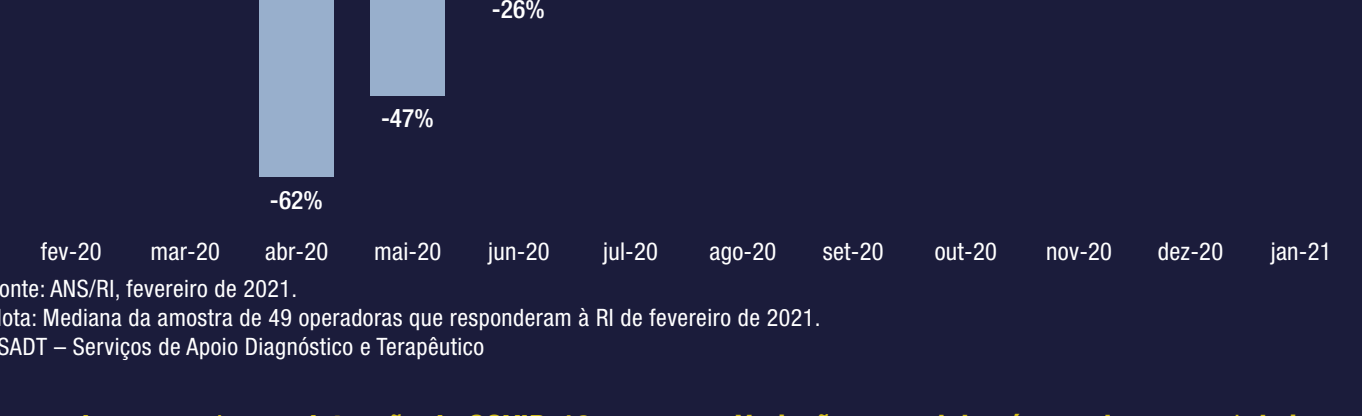 -26%
-47%
-62%
fev-20 mar-20 abr-20 mai-20 jun-20 jul-20 ago-20 set-20 out-20 nov-20 dez-20 jan-21
onte: ANS/RI, fevereiro de 2021.
ota: Mediana da amostra de 49 operadoras que responderam à RI de fevereiro de 2021.
SADT – Serviços de Apoio Diagnóstico e Terapêutico